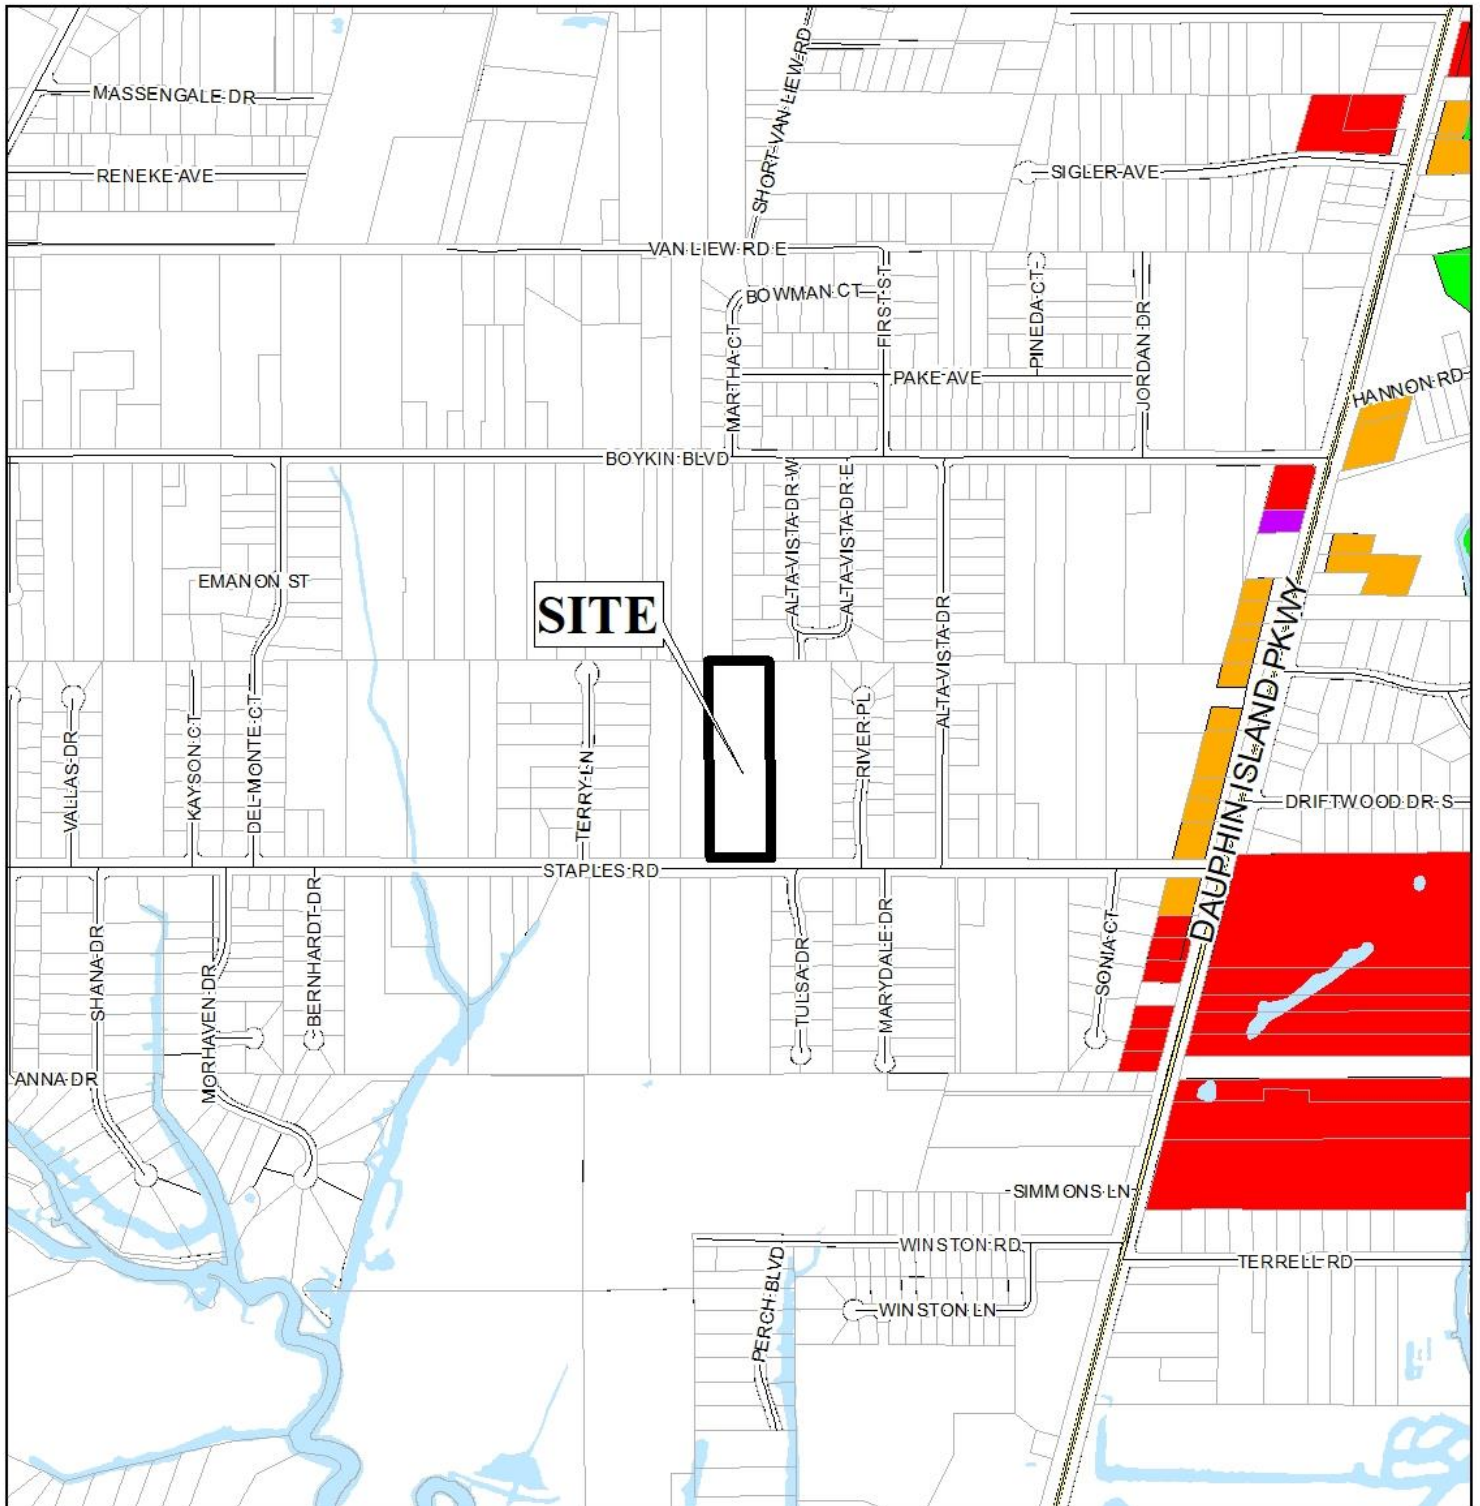 MASSENGALE DR
SHORT VAN LIEW RD
RENEKE AVE
SIGLER AVE
VAN LIEW RD E
BOWMAN CT
FIRST ST
PINEDA CT
JORDAN DR
MARTHA CT
PAKE AVE
HANNON RD
BOYKIN BLVD
ALTA VISTA DR W
ALTA VISTA DR E
EMANON ST
SITE
ALTA VISTA DR
DAUPHIN ISLAND PKWY
VALLAS DR
KAYSON CT
DEL MONTE CT
TERRY LN
RIVER PL
DRIFTWOOD DR S
STAPLES RD
SHANA DR
MORHAVEN DR
BERNHARDT DR
TULSA DR
MARYDALE DR
SONIA CT
ANNA DR
SIMMONS LN
WINSTON RD
TERRELL RD
PERCH BLVD
WINSTON LN